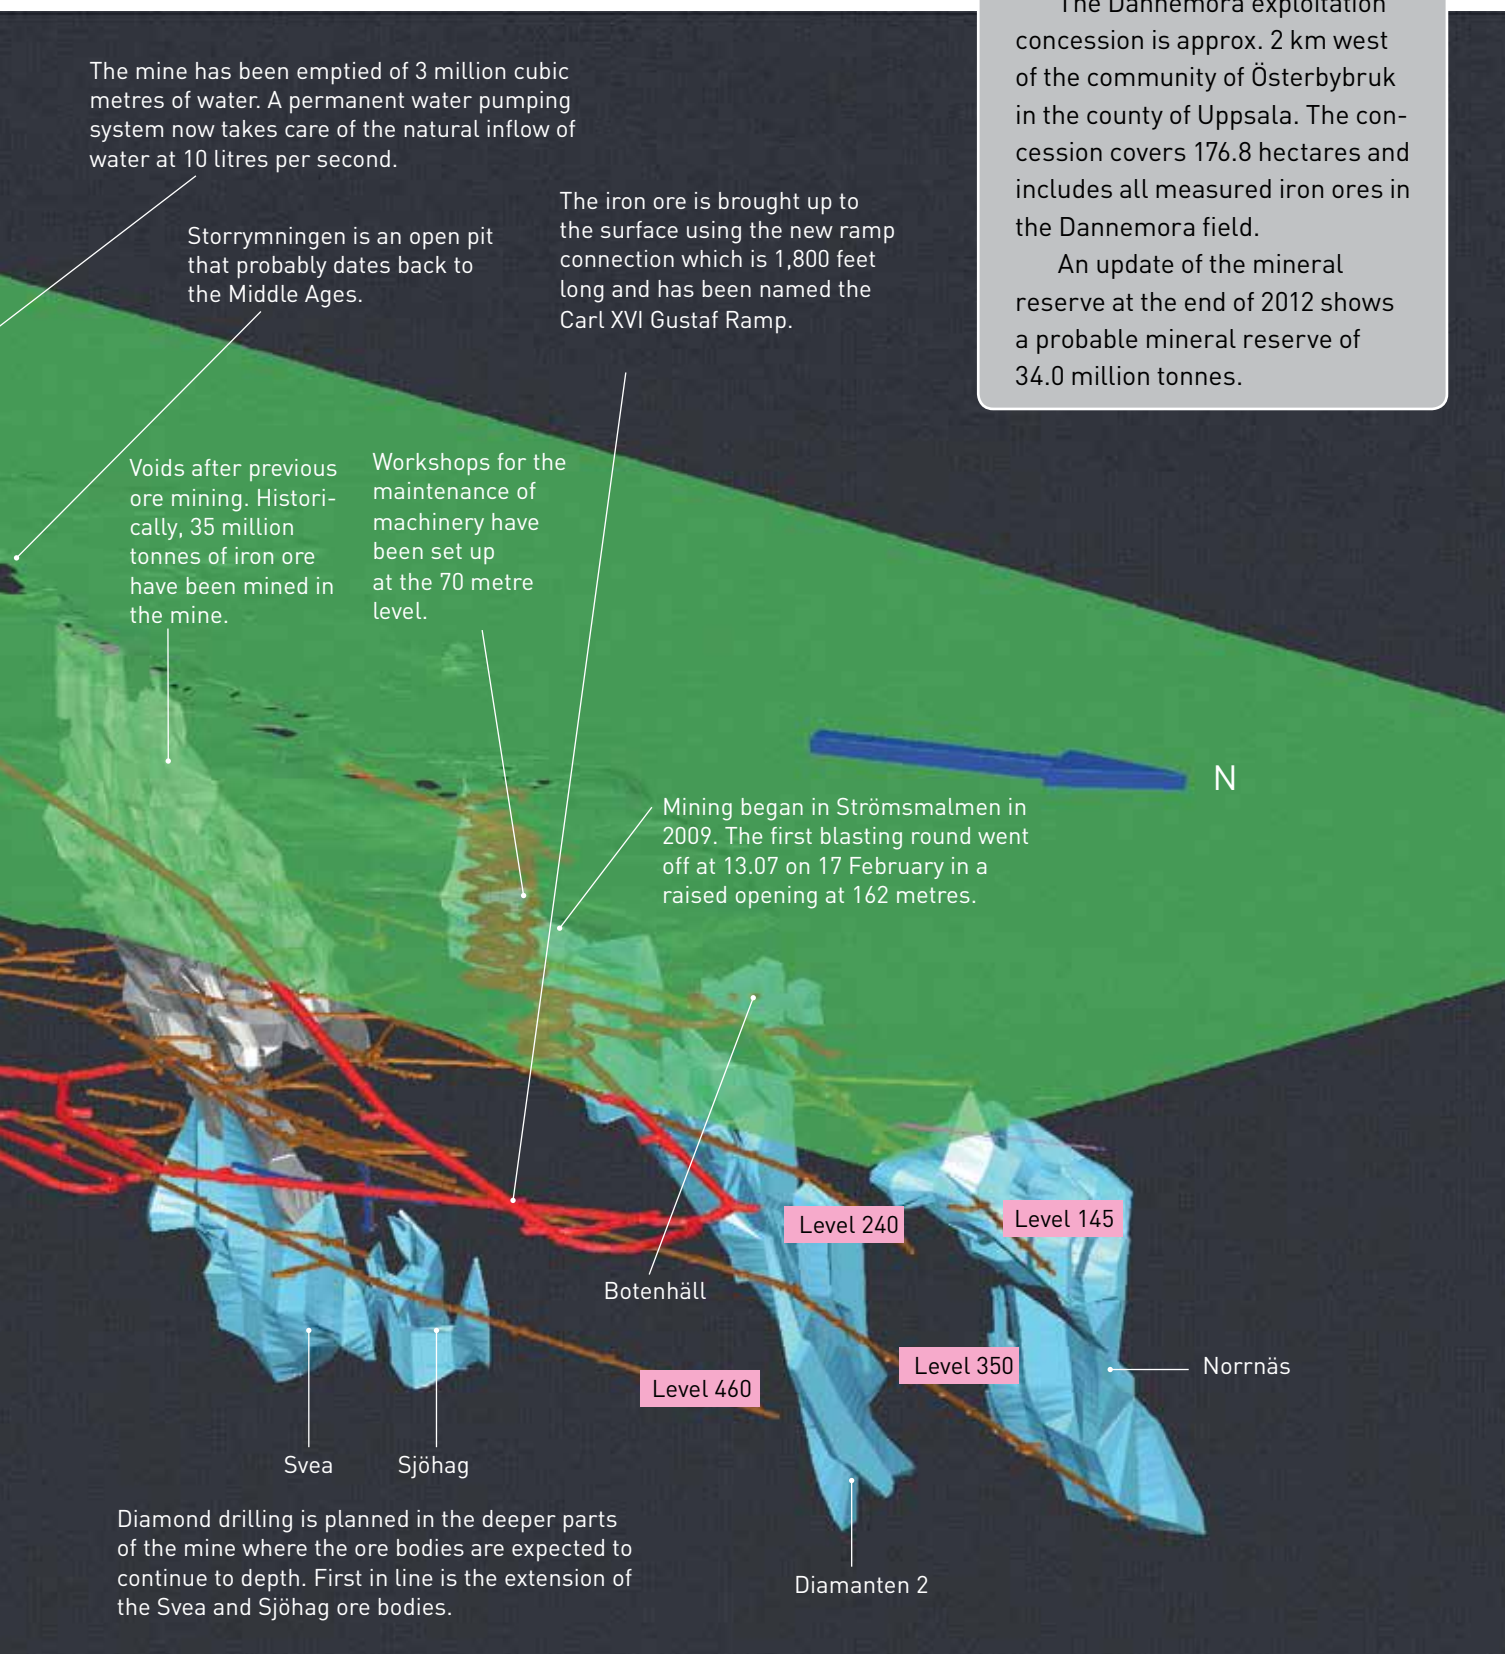 The Dannemora exploitation
concession is approx. 2 km west
of the community of Österbybruk
in the county of Uppsala. The con-
cession covers 176.8 hectares and
includes all measured iron ores in
the Dannemora field.
An update of the mineral
reserve at the end of 2012 shows
a probable mineral reserve of
34.0 million tonnes.
The mine has been emptied of 3 million cubic
metres of water. A permanent water pumping
system now takes care of the natural inflow of
water at 10 litres per second.
Storrymningen is an open pit
that probably dates back to
the Middle Ages.
The iron ore is brought up to
the surface using the new ramp
connection which is 1,800 feet
long and has been named the
Carl XVI Gustaf Ramp.
Voids after previous
ore mining. Histori-
cally, 35 million
tonnes of iron ore
have been mined in
the mine.
Workshops for the
maintenance of
machinery have
been set up
at the 70 metre
level.
N
Mining began in Strömsmalmen in
2009. The first blasting round went
off at 13.07 on 17 February in a
raised opening at 162 metres.
Level 240
Level 145
Botenhäll
Level 350
Norrnäs
Level 460
Svea
Sjöhag
Diamond drilling is planned in the deeper parts
of the mine where the ore bodies are expected to
continue to depth. First in line is the extension of
the Svea and Sjöhag ore bodies.
Diamanten 2